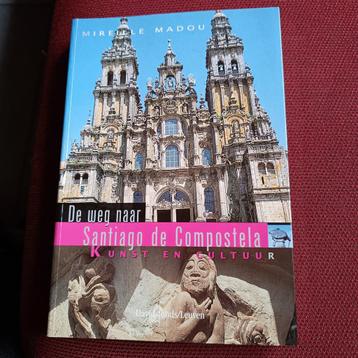 MIREILLE MADOU
De weg naar
Santiago de Compostela
KUNST EN CULTUUR
Davidsfonds/Leuven